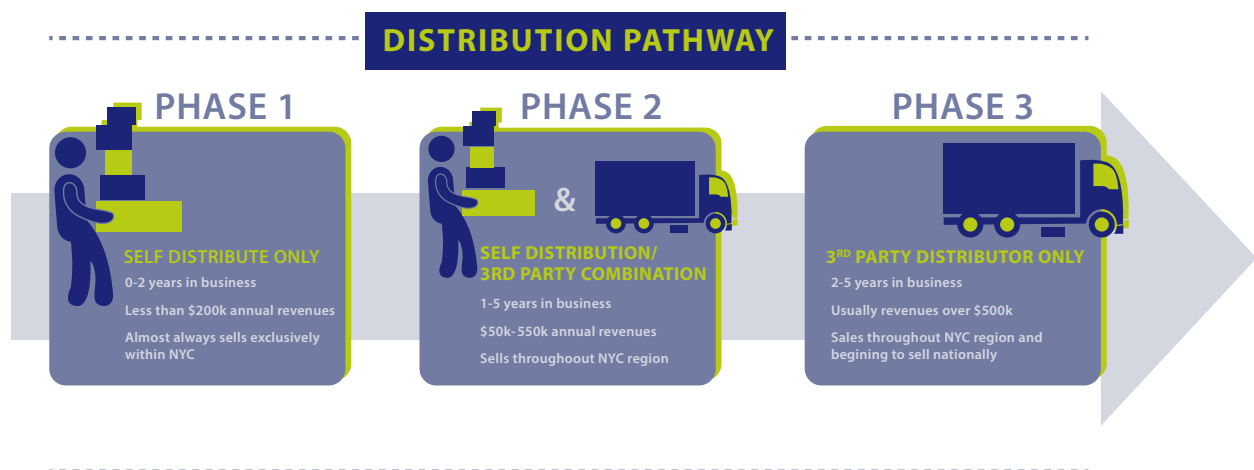 DISTRIBUTION PATHWAY
PHASE 1
SELF DISTRIBUTE ONLY
0-2 years in business
Less than $200k annual revenues
Almost always sells exclusively
within NYC
PHASE 2
&
SELF DISTRIBUTION/
3RD PARTY COMBINATION
1-5 years in business
$50k-550k annual revenues
Sells throughoout NYC region
PHASE 3
3RD PARTY DISTRIBUTOR ONLY
2-5 years in business
Usually revenues over $500k
Sales throughout NYC region and
begining to sell nationally